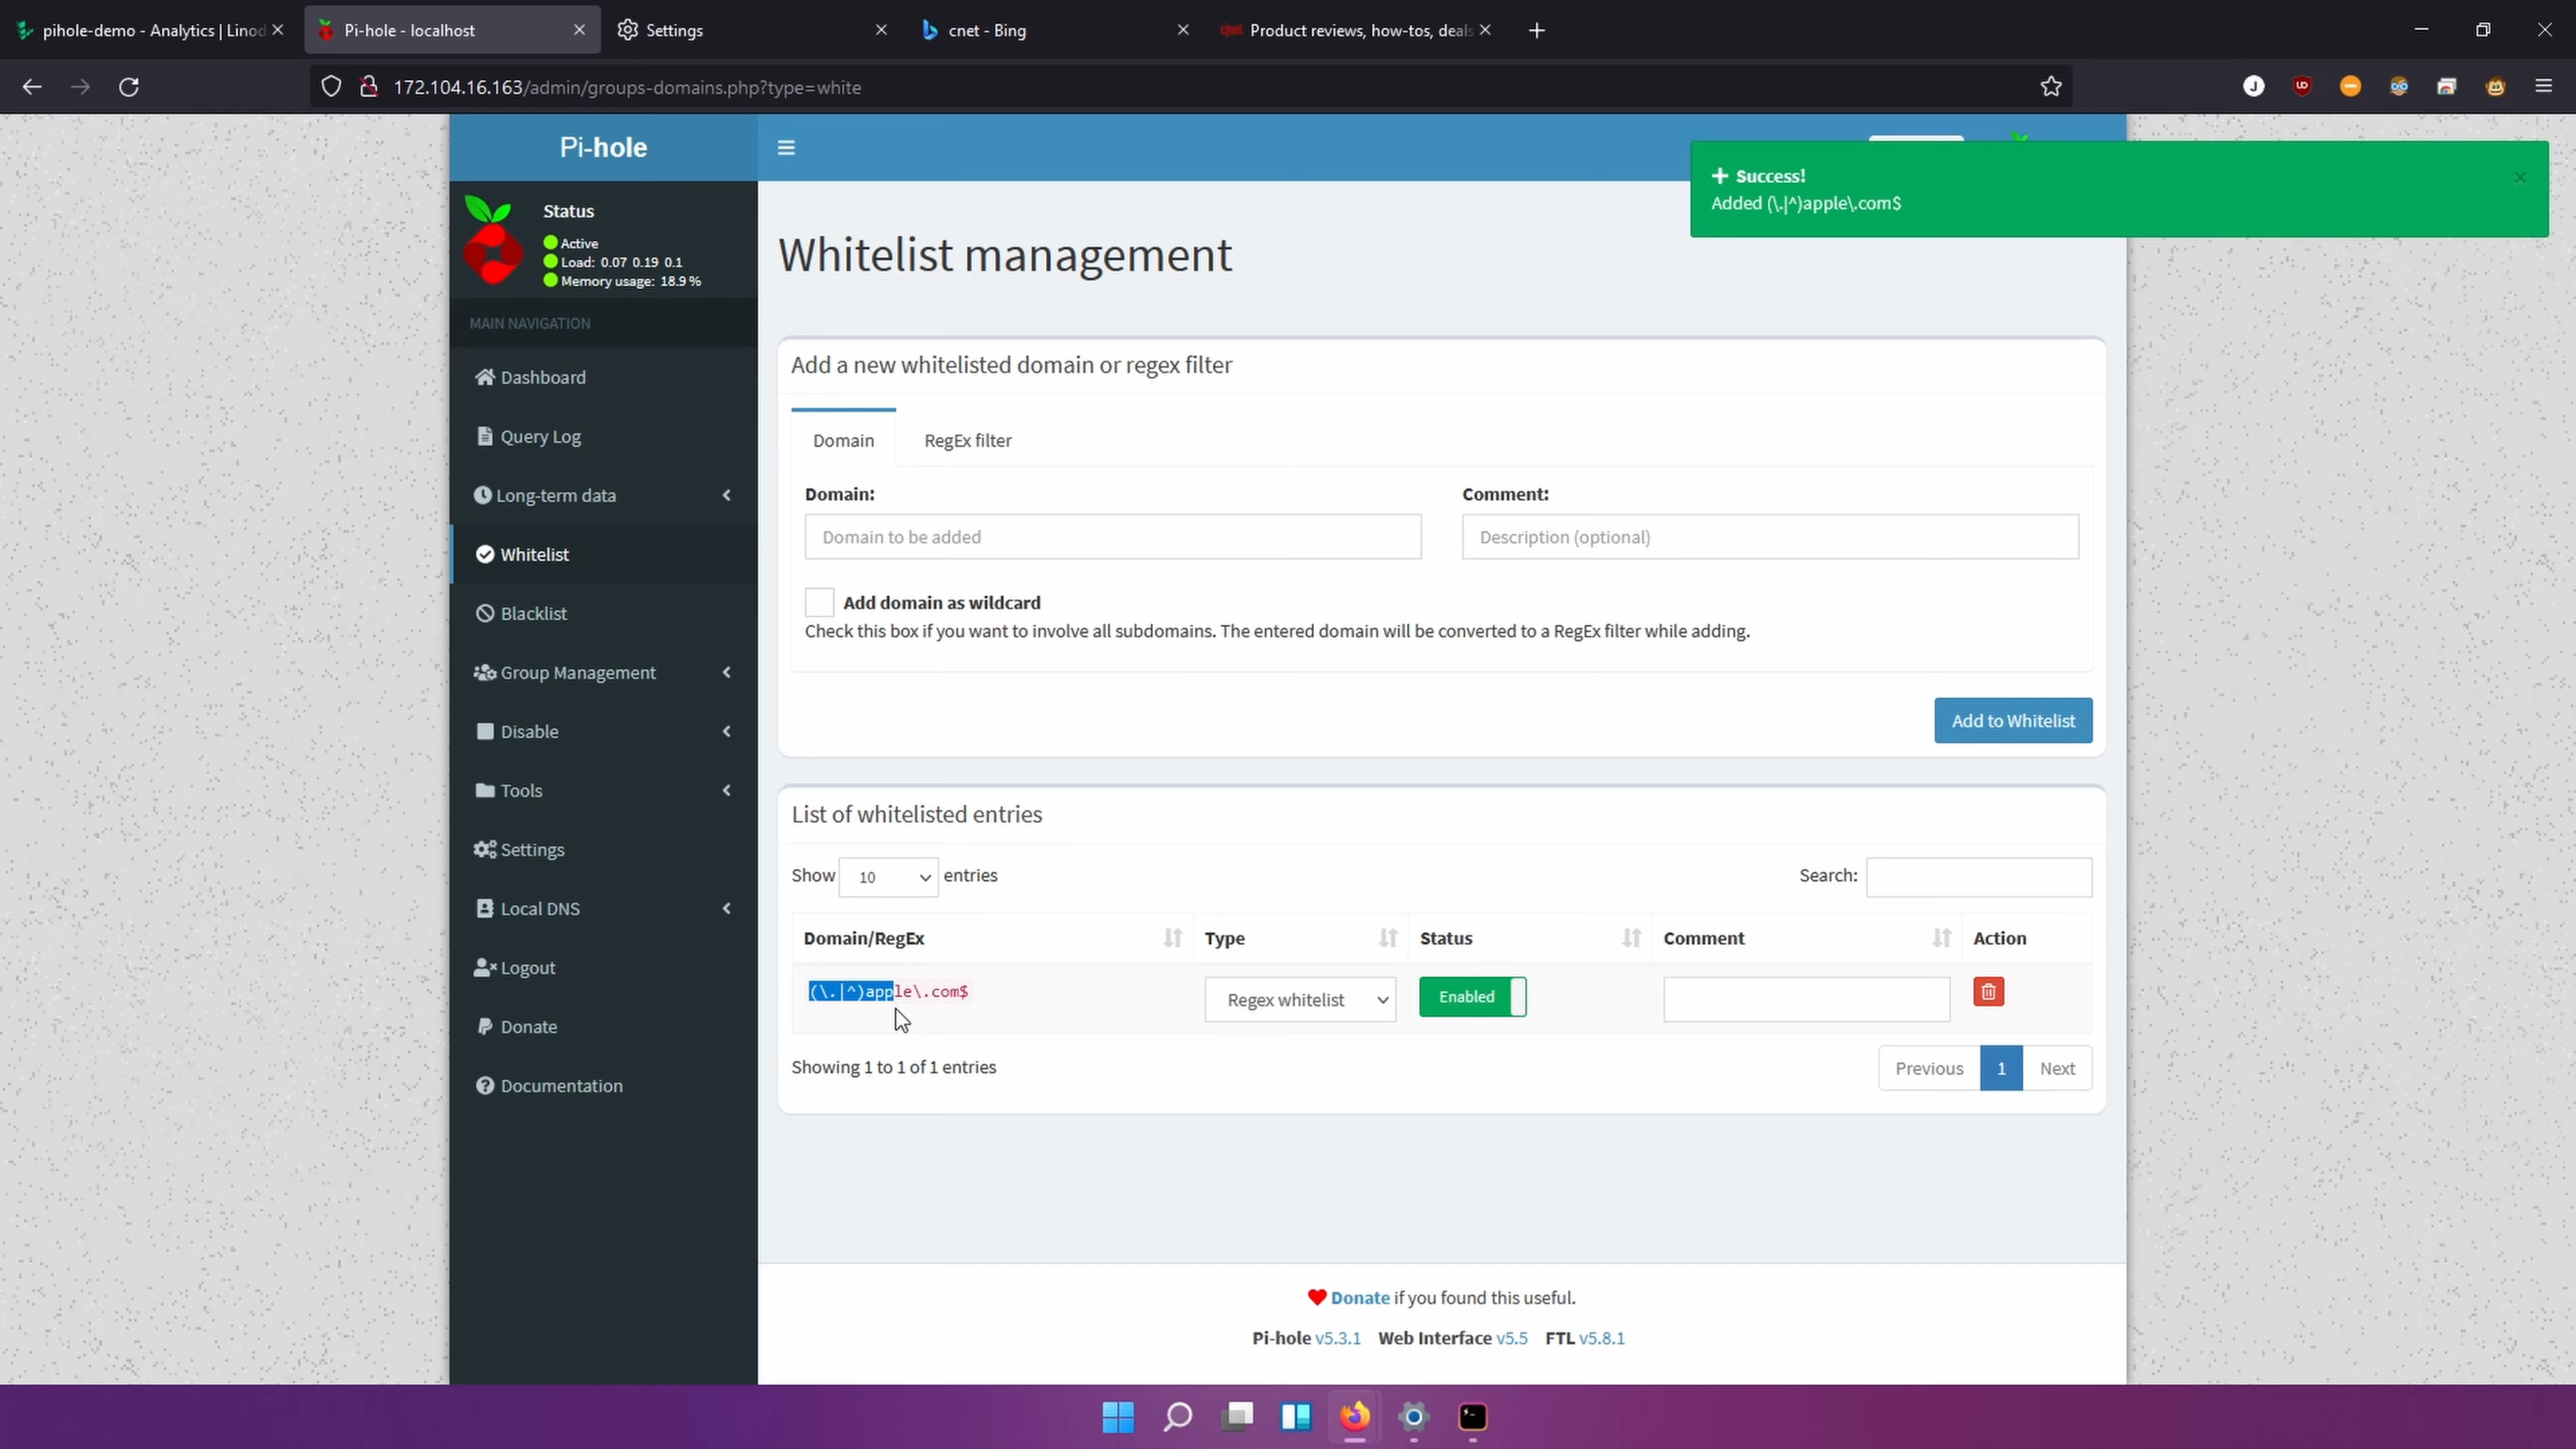 pihole-demo - Analytics | Linod
Pi-hole - localhost
Settings
cnet - Bing
Product reviews, how-tos, deals
172.104.16.163/admin/groups-domains.php?type=white
J
Pi-hole
Status
Active
Load: 0.07 0.19 0.1
Memory usage: 18.9 %
MAIN NAVIGATION
Dashboard
Query Log
Long-term data
Whitelist
Blacklist
Group Management
Disable
Tools
Settings
Local DNS
Logout
Donate
Documentation
Success!
Added (\.|^)apple\.com$
Whitelist management
Add a new whitelisted domain or regex filter
Domain RegEx filter
Domain: Comment:
Domain to be added Description (optional)
Add domain as wildcard
Check this box if you want to involve all subdomains. The entered domain will be converted to a RegEx filter while adding.
Add to Whitelist
List of whitelisted entries
Show 10 entries Search:
Domain/RegEx Type Status Comment Action
(\.|^)apple\.com$ Regex whitelist Enabled
Showing 1 to 1 of 1 entries Previous 1 Next
Donate if you found this useful.
Pi-hole v5.3.1 Web Interface v5.5 FTL v5.8.1